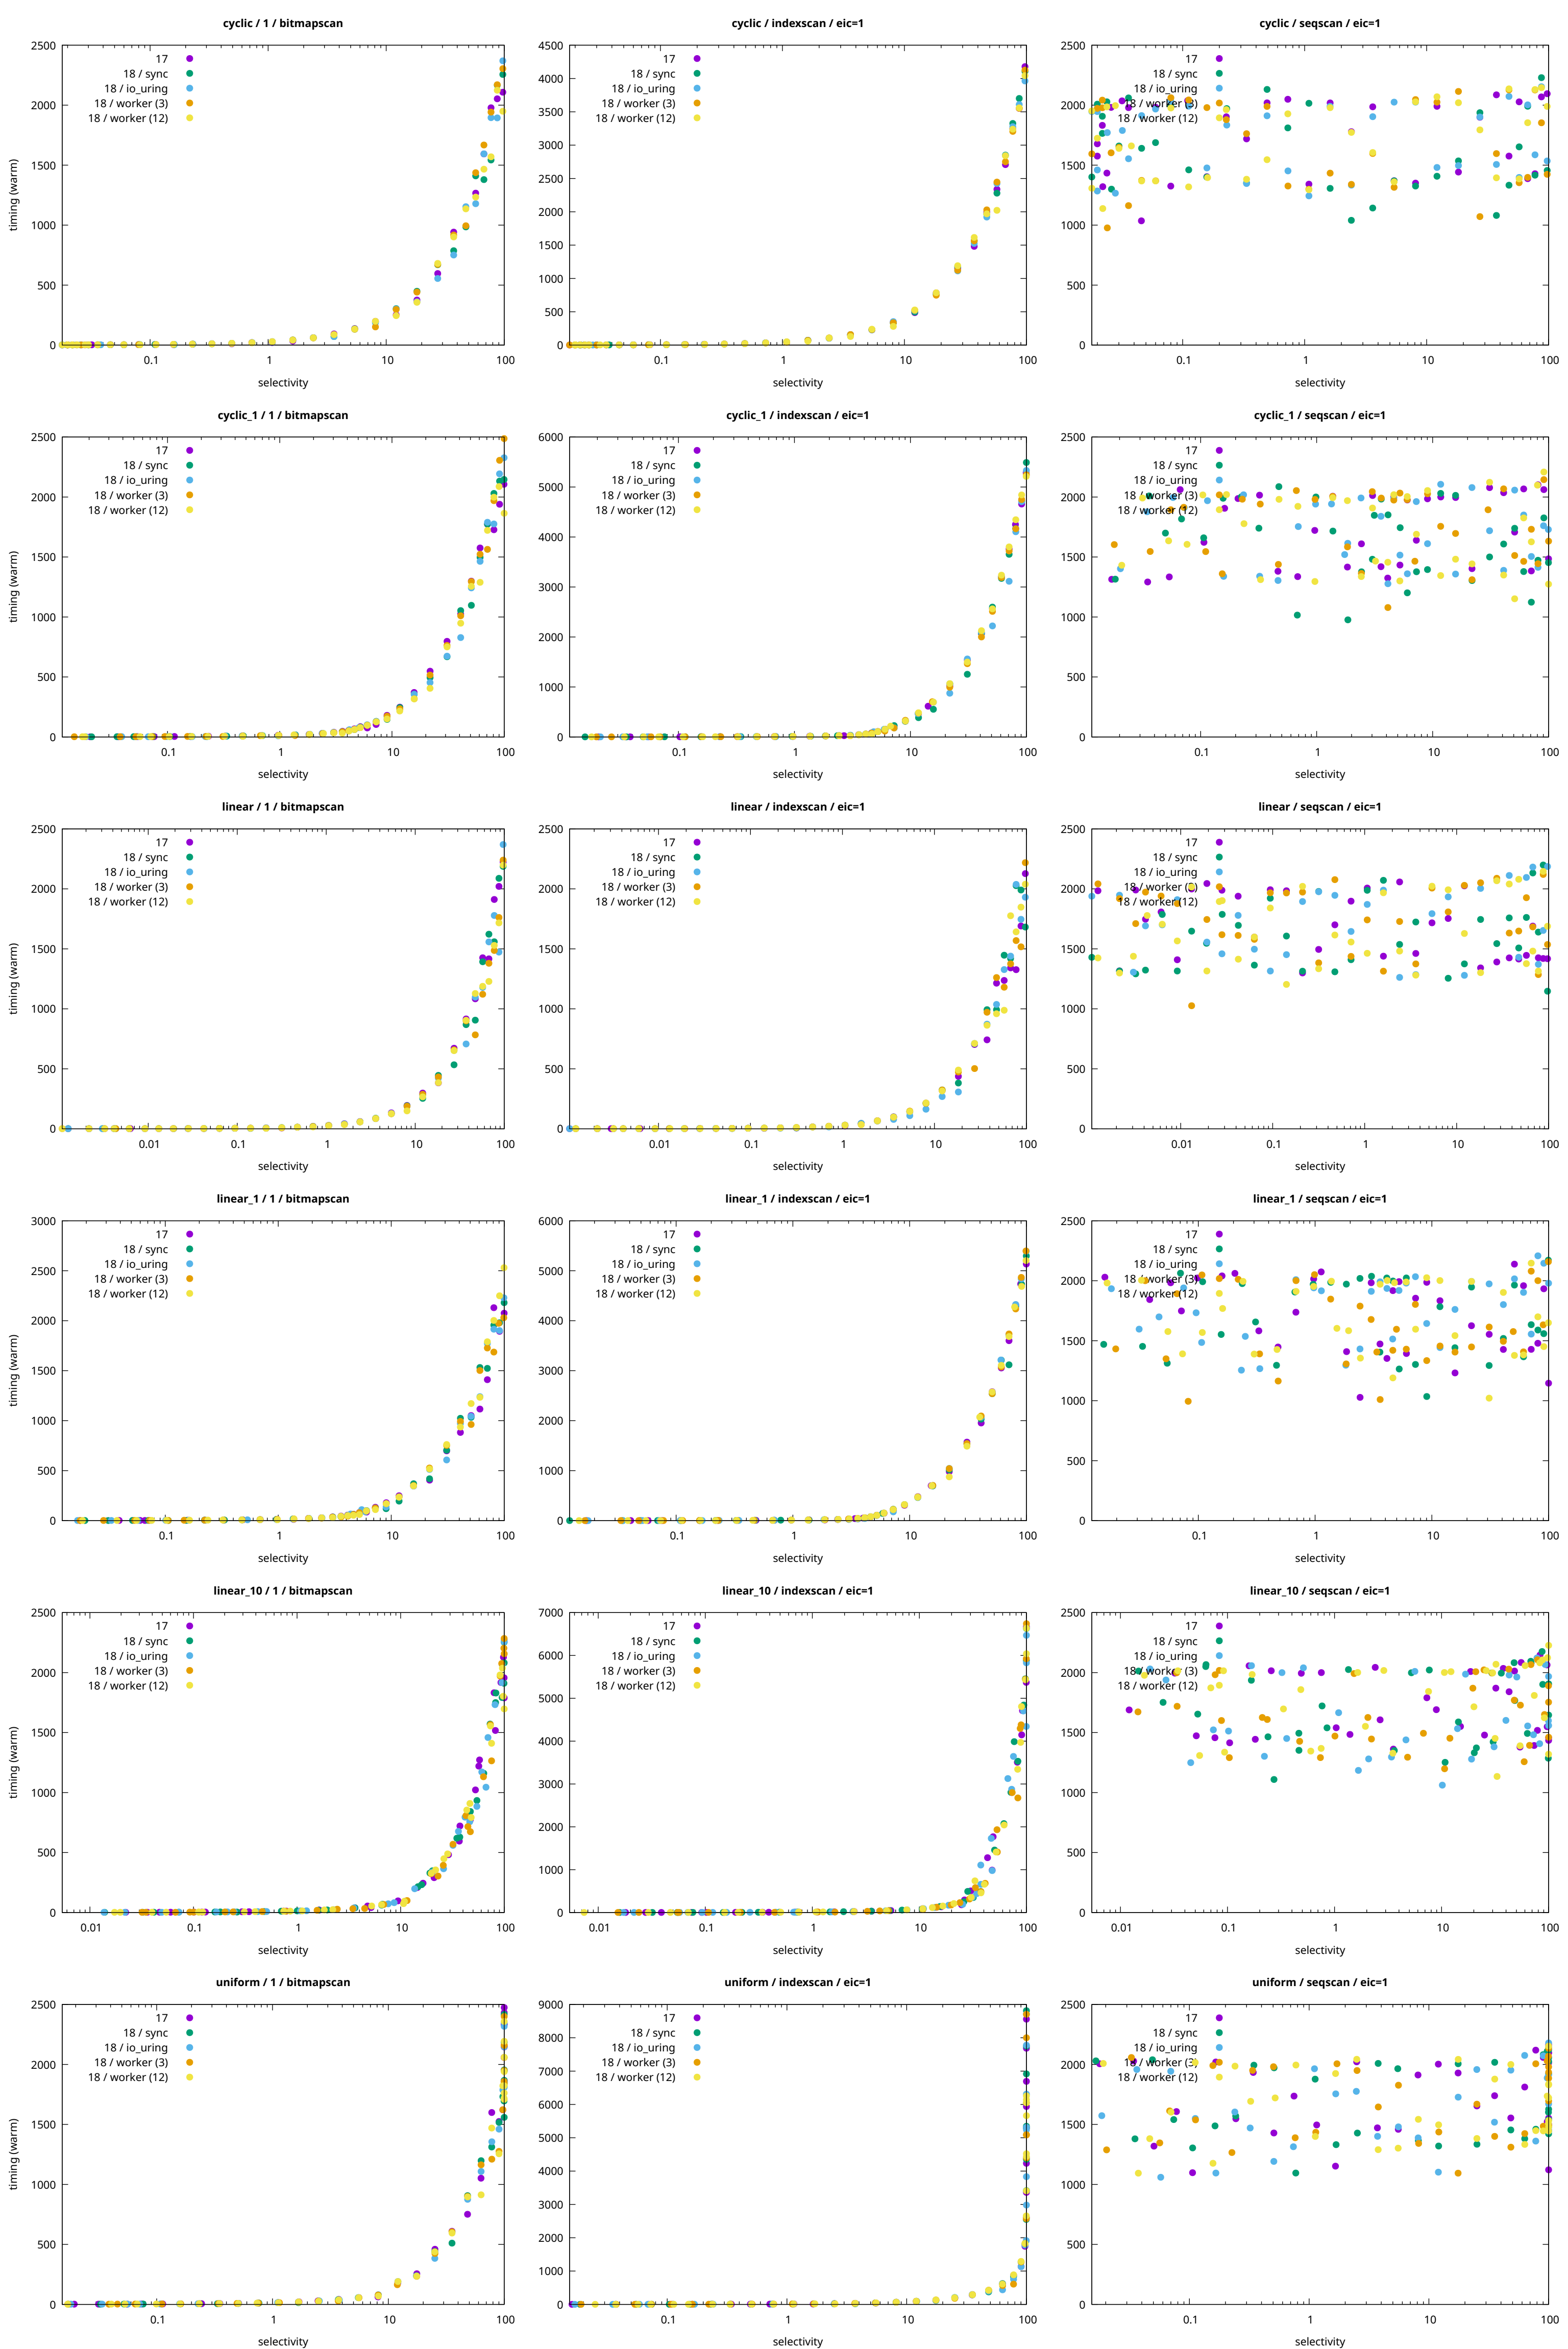 cyclic / 1 / bitmapscan
2500
2000
1500
1000
500
0
timing (warm)
17
18 / sync
18 / io_uring
18 / worker (3)
18 / worker (12)
0.1 1 10 100
selectivity
cyclic / indexscan / eic=1
4500
4000
3500
3000
2500
2000
1500
1000
500
0
17
18 / sync
18 / io_uring
18 / worker (3)
18 / worker (12)
0.1 1 10 100
selectivity
cyclic / seqscan / eic=1
2500
2000
1500
1000
500
0
17
18 / sync
18 / io_uring
18 / worker (3)
18 / worker (12)
0.1 1 10 100
selectivity
cyclic_1 / 1 / bitmapscan
2500
2000
1500
1000
500
0
timing (warm)
17
18 / sync
18 / io_uring
18 / worker (3)
18 / worker (12)
0.1 1 10 100
selectivity
cyclic_1 / indexscan / eic=1
6000
5000
4000
3000
2000
1000
0
17
18 / sync
18 / io_uring
18 / worker (3)
18 / worker (12)
0.1 1 10 100
selectivity
cyclic_1 / seqscan / eic=1
2500
2000
1500
1000
500
0
17
18 / sync
18 / io_uring
18 / worker (3)
18 / worker (12)
0.1 1 10 100
selectivity
linear / 1 / bitmapscan
2500
2000
1500
1000
500
0
timing (warm)
17
18 / sync
18 / io_uring
18 / worker (3)
18 / worker (12)
0.01 0.1 1 10 100
selectivity
linear / indexscan / eic=1
2500
2000
1500
1000
500
0
17
18 / sync
18 / io_uring
18 / worker (3)
18 / worker (12)
0.01 0.1 1 10 100
selectivity
linear / seqscan / eic=1
2500
2000
1500
1000
500
0
17
18 / sync
18 / io_uring
18 / worker (3)
18 / worker (12)
0.01 0.1 1 10 100
selectivity
linear_1 / 1 / bitmapscan
3000
2500
2000
1500
1000
500
0
timing (warm)
17
18 / sync
18 / io_uring
18 / worker (3)
18 / worker (12)
0.1 1 10 100
selectivity
linear_1 / indexscan / eic=1
6000
5000
4000
3000
2000
1000
0
17
18 / sync
18 / io_uring
18 / worker (3)
18 / worker (12)
0.1 1 10 100
selectivity
linear_1 / seqscan / eic=1
2500
2000
1500
1000
500
0
17
18 / sync
18 / io_uring
18 / worker (3)
18 / worker (12)
0.1 1 10 100
selectivity
linear_10 / 1 / bitmapscan
2500
2000
1500
1000
500
0
timing (warm)
17
18 / sync
18 / io_uring
18 / worker (3)
18 / worker (12)
0.01 0.1 1 10 100
selectivity
linear_10 / indexscan / eic=1
7000
6000
5000
4000
3000
2000
1000
0
17
18 / sync
18 / io_uring
18 / worker (3)
18 / worker (12)
0.01 0.1 1 10 100
selectivity
linear_10 / seqscan / eic=1
2500
2000
1500
1000
500
0
17
18 / sync
18 / io_uring
18 / worker (3)
18 / worker (12)
0.01 0.1 1 10 100
selectivity
uniform / 1 / bitmapscan
2500
2000
1500
1000
500
0
timing (warm)
17
18 / sync
18 / io_uring
18 / worker (3)
18 / worker (12)
0.1 1 10 100
selectivity
uniform / indexscan / eic=1
9000
8000
7000
6000
5000
4000
3000
2000
1000
0
17
18 / sync
18 / io_uring
18 / worker (3)
18 / worker (12)
0.1 1 10 100
selectivity
uniform / seqscan / eic=1
2500
2000
1500
1000
500
0
17
18 / sync
18 / io_uring
18 / worker (3)
18 / worker (12)
0.1 1 10 100
selectivity